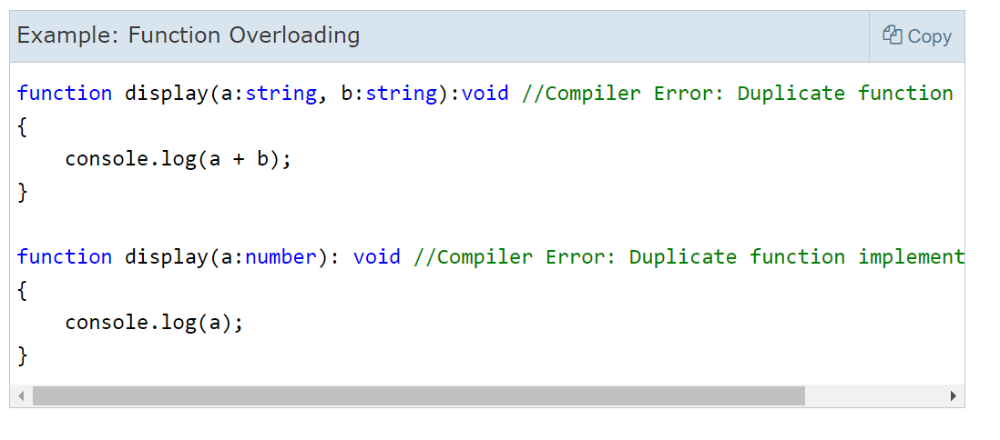 Example: Function Overloading
Copy
function display(a:string, b:string):void //Compiler Error: Duplicate function
{
    console.log(a + b);
}
function display(a:number): void //Compiler Error: Duplicate function implement
{
    console.log(a);
}